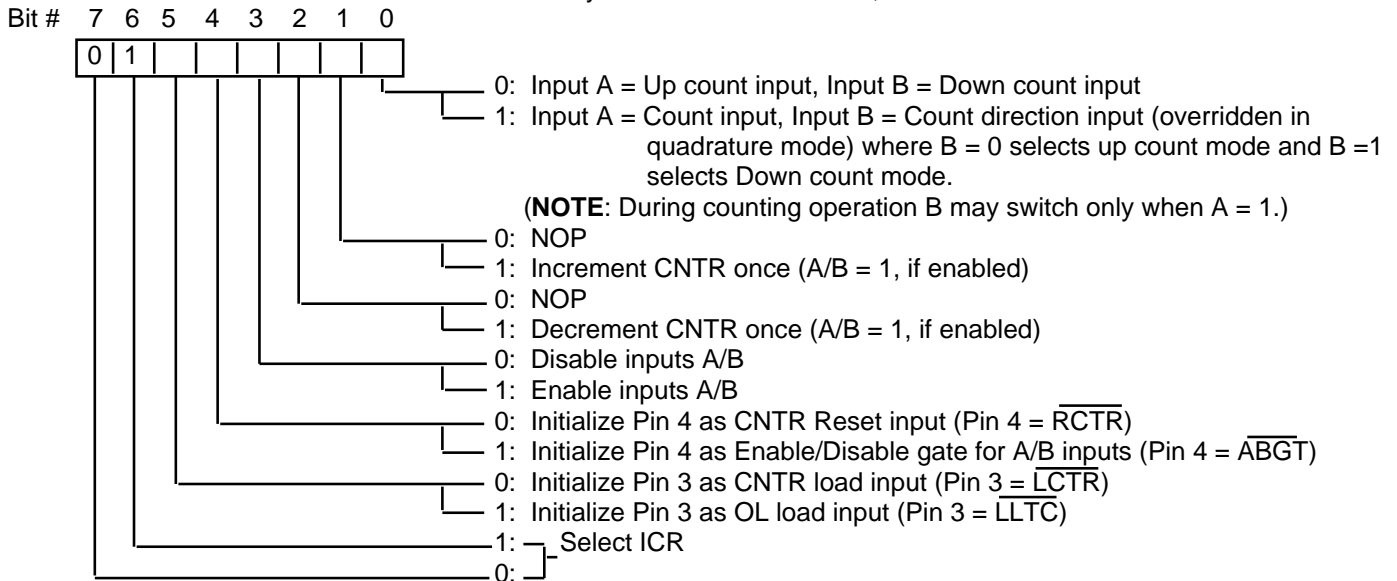 Bit # 7 6 5 4 3 2 1 0
0 1
0: Input A = Up count input, Input B = Down count input
1: Input A = Count input, Input B = Count direction input (overridden in
quadrature mode) where B = 0 selects up count mode and B =1
selects Down count mode.
(NOTE: During counting operation B may switch only when A = 1.)
0: NOP
1: Increment CNTR once (A/B = 1, if enabled)
0: NOP
1: Decrement CNTR once (A/B = 1, if enabled)
0: Disable inputs A/B
1: Enable inputs A/B
0: Initialize Pin 4 as CNTR Reset input (Pin 4 = RCTR)
1: Initialize Pin 4 as Enable/Disable gate for A/B inputs (Pin 4 = ABGT)
0: Initialize Pin 3 as CNTR load input (Pin 3 = LCTR)
1: Initialize Pin 3 as OL load input (Pin 3 = LLTC)
1: Select ICR
0: